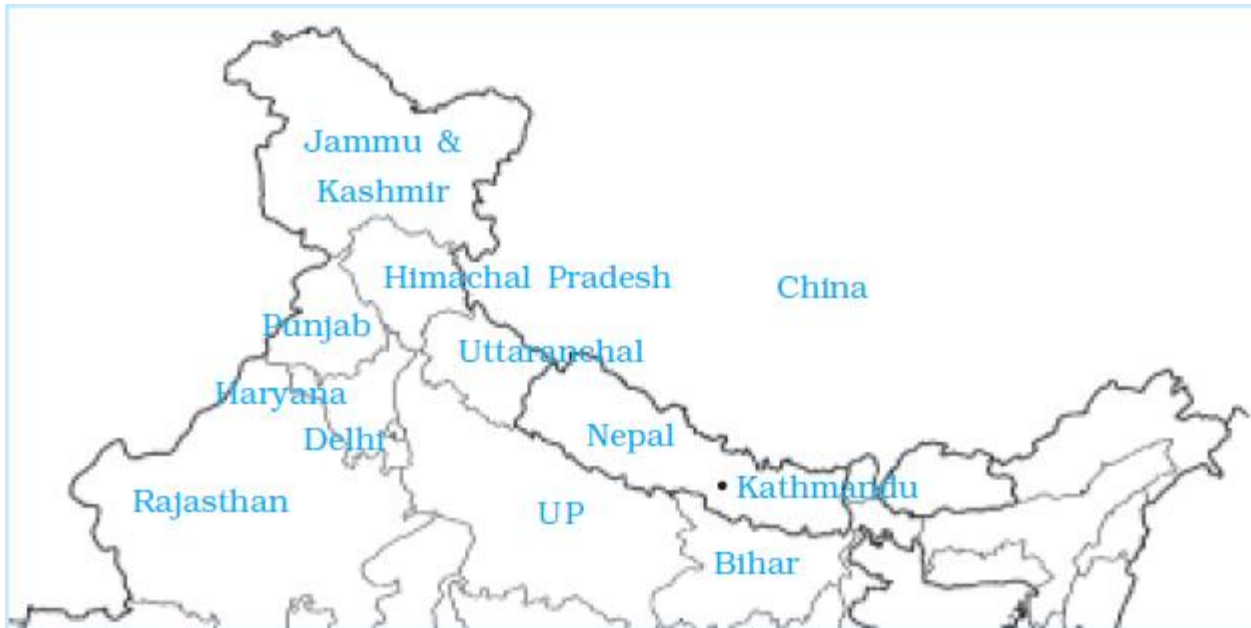 Jammu &
Kashmir
Himachal Pradesh
China
Punjab
Uttaranchal
Haryana
Nepal
Delhi
Kathmandu
Rajasthan
UP
Bihar